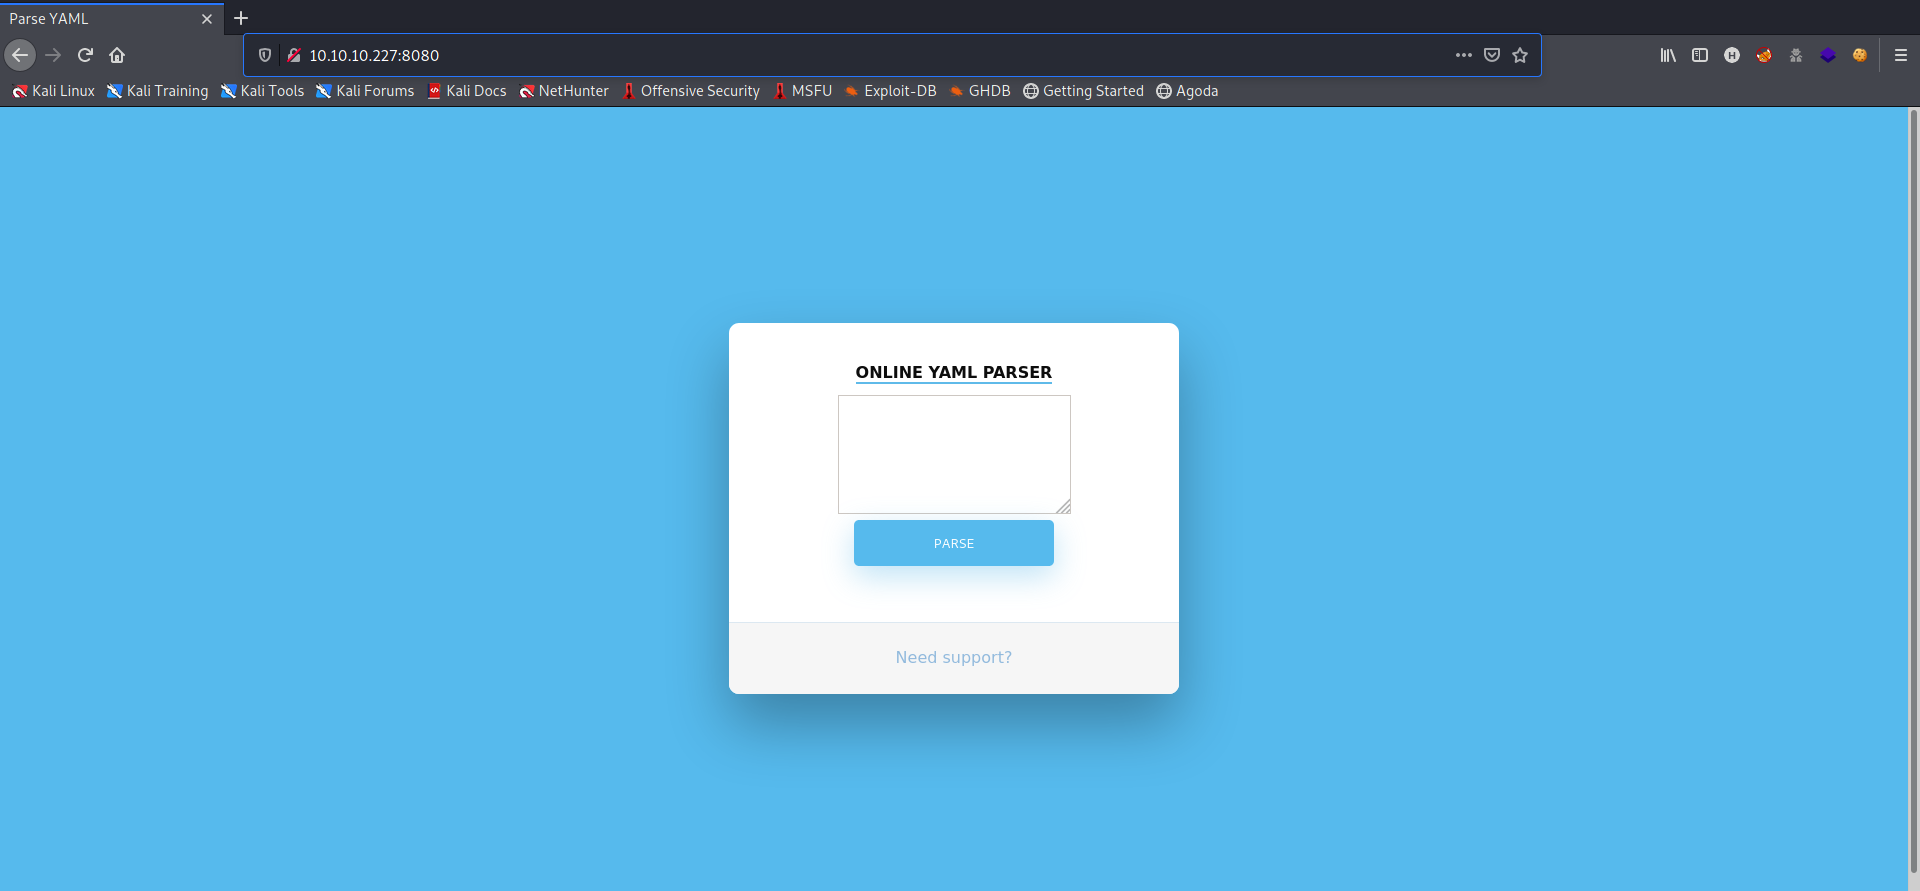 Parse YAML
10.10.10.227:8080
Kali Linux Kali Training Kali Tools Kali Forums Kali Docs NetHunter Offensive Security MSFU Exploit-DB GHDB Getting Started Agoda
ONLINE YAML PARSER
PARSE
Need support?